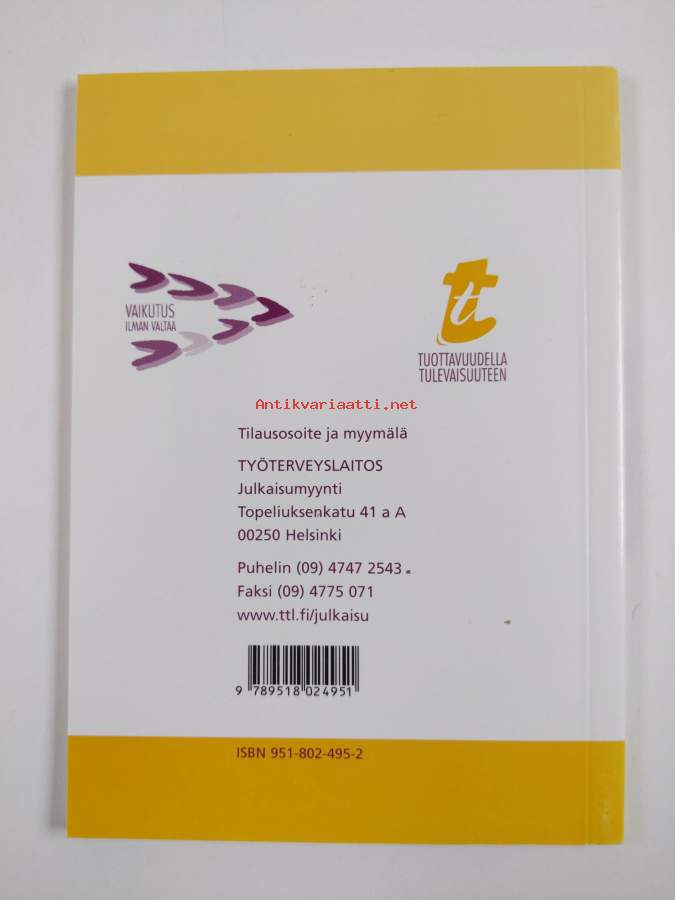 VAIKUTUS
ILMAN VALTAA
t
TUOTTAVUUDELLA
TULEVAISUUTEEN
Antikvariaatti.net
Tilausosoite ja myymälä
TYÖTERVEYSLAITOS
Julkaisumyynti
Topeliuksenkatu 41 a A
00250 Helsinki
Puhelin (09) 4747 2543
Faksi (09) 4775 071
www.ttl.fi/julkaisu
9 789518 024951
ISBN 951-802-495-2